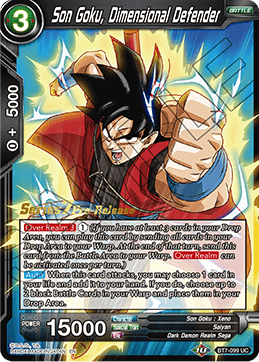 3
Son Goku, Dimensional Defender
BATTLE
+ 5000
Series 7 Pre-Release
Over Realm 3 1 (If you have at least 3 cards in your Drop
Area, you can play this card by sending all cards in your
Drop Area to your Warp. At the end of that turn, send this
card from the Battle Area to your Warp. Over Realm can
be activated once per turn.)
Auto When this card attacks, you may choose 1 card in
your life and add it to your hand. If you do, choose up to
2 black Battle Cards in your Warp and place them in your
Drop Area.
POWER
15000
Character
Son Goku : Xeno
Special Trait
Saiyan
Era
Dark Demon Realm Saga
BT7-099 UC